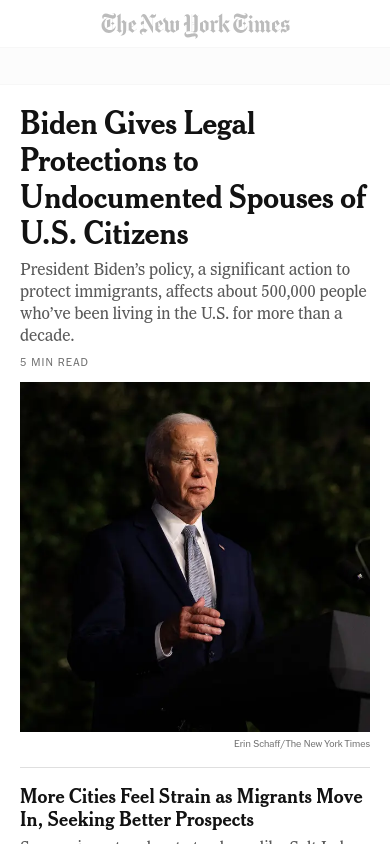 The New York Times
Biden Gives Legal
Protections to
Undocumented Spouses of
U.S. Citizens
President Biden’s policy, a significant action to
protect immigrants, affects about 500,000 people
who’ve been living in the U.S. for more than a
decade.
5 MIN READ
Erin Schaff/The New York Times
More Cities Feel Strain as Migrants Move
In, Seeking Better Prospects